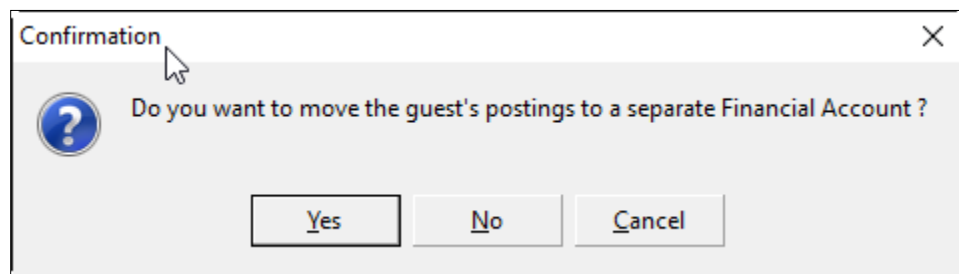 Confirmation
Do you want to move the guest's postings to a separate Financial Account ?
Yes No Cancel